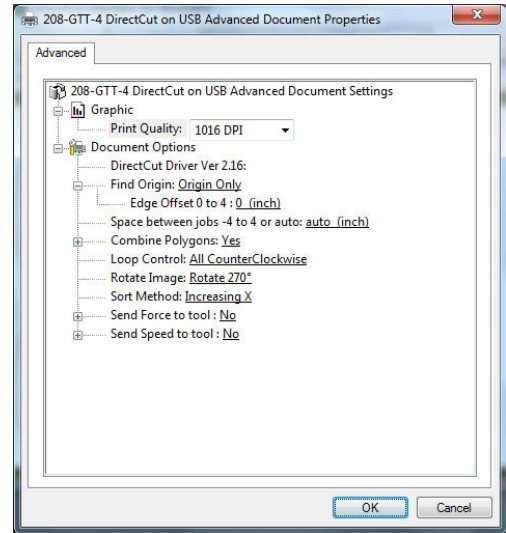 208-GTT-4 DirectCut on USB Advanced Document Properties
Advanced
208-GTT-4 DirectCut on USB Advanced Document Settings
Graphic
Print Quality: 1016 DPI
Document Options
DirectCut Driver Ver 2.16:
Find Origin: Origin Only
Edge Offset 0 to 4 : 0 (inch)
Space between jobs -4 to 4 or auto: auto (inch)
Combine Polygons: Yes
Loop Control: All CounterClockwise
Rotate Image: Rotate 270°
Sort Method: Increasing X
Send Force to tool : No
Send Speed to tool : No
OK Cancel